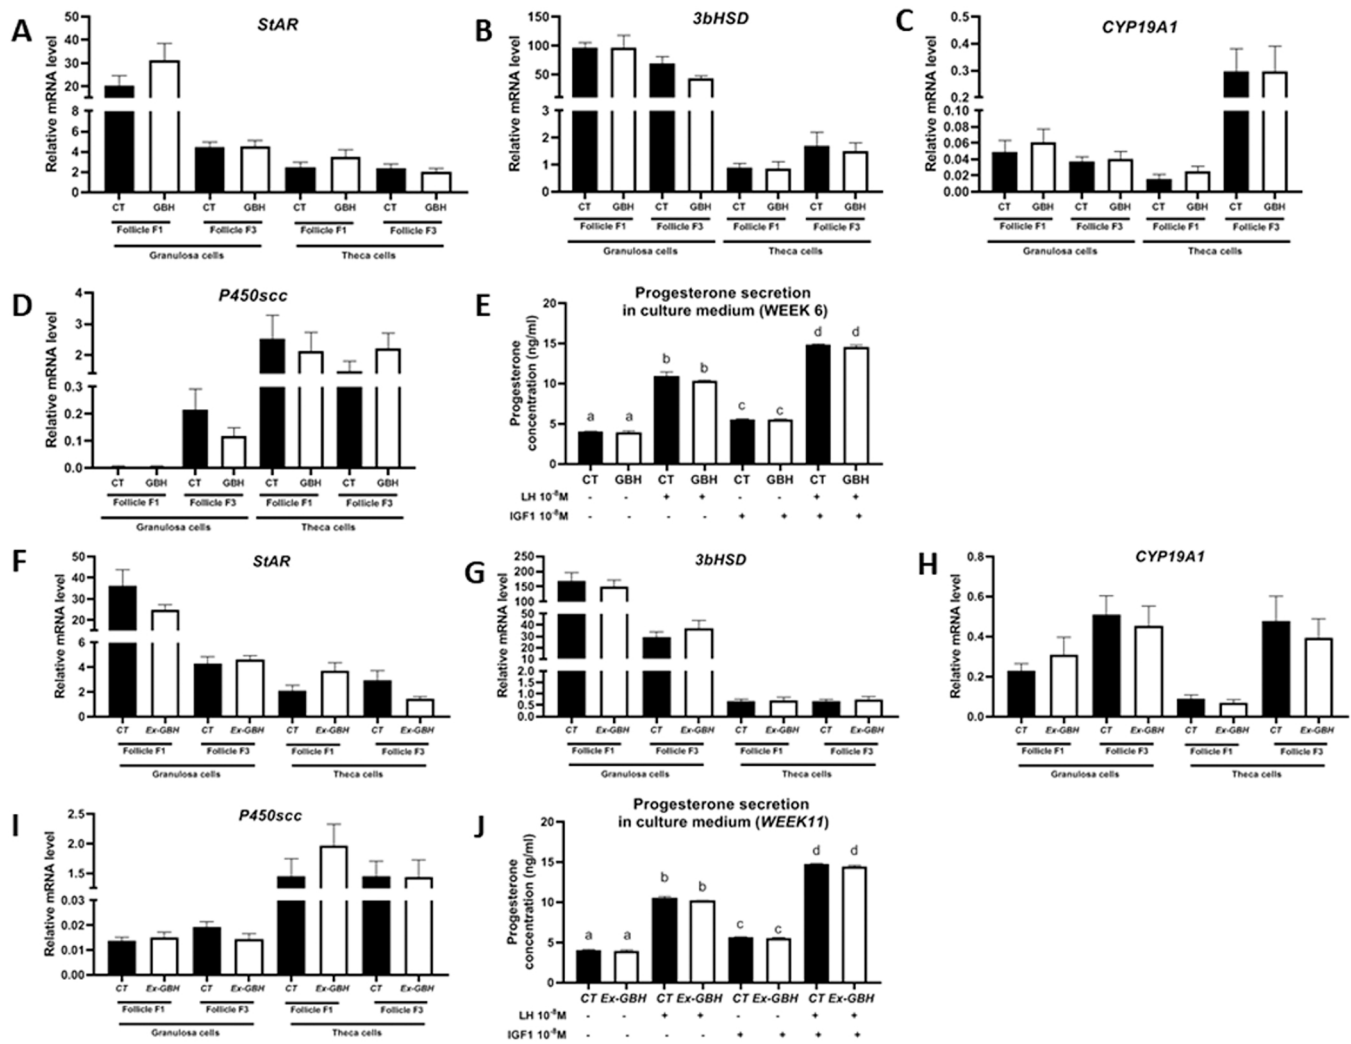 A
StAR
Relative mRNA level
50
40
30
20
8
6
4
2
0
CT GBH CT GBH CT GBH CT GBH
Follicle F1 Follicle F3 Follicle F1 Follicle F3
Granulosa cells Theca cells
B
3bHSD
Relative mRNA level
150
100
50
3
2
1
0
CT GBH CT GBH CT GBH CT GBH
Follicle F1 Follicle F3 Follicle F1 Follicle F3
Granulosa cells Theca cells
C
CYP19A1
Relative mRNA level
0.5
0.4
0.3
0.2
0.10
0.08
0.06
0.04
0.02
0.00
CT GBH CT GBH CT GBH CT GBH
Follicle F1 Follicle F3 Follicle F1 Follicle F3
Granulosa cells Theca cells
D
P450scc
Relative mRNA level
4
3
2
0.3
0.2
0.1
0.0
CT GBH CT GBH CT GBH CT GBH
Follicle F1 Follicle F3 Follicle F1 Follicle F3
Granulosa cells Theca cells
E
Progesterone secretion
in culture medium (WEEK 6)
Progesterone
concentration (ng/ml)
20
15
10
5
0
a a b b c c d d
CT GBH CT GBH CT GBH CT GBH
LH 10⁻⁸M - - + + - - + +
IGF1 10⁻⁸M - - - - + + + +
F
StAR
Relative mRNA level
50
40
30
20
6
4
2
0
CT Ex-GBH CT Ex-GBH CT Ex-GBH CT Ex-GBH
Follicle F1 Follicle F3 Follicle F1 Follicle F3
Granulosa cells Theca cells
G
3bHSD
Relative mRNA level
250
200
150
100
50
40
30
20
10
2.0
1.5
1.0
0.5
0.0
CT Ex-GBH CT Ex-GBH CT Ex-GBH CT Ex-GBH
Follicle F1 Follicle F3 Follicle F1 Follicle F3
Granulosa cells Theca cells
H
CYP19A1
Relative mRNA level
0.8
0.6
0.4
0.2
0.0
CT Ex-GBH CT Ex-GBH CT Ex-GBH CT Ex-GBH
Follicle F1 Follicle F3 Follicle F1 Follicle F3
Granulosa cells Theca cells
I
P450scc
Relative mRNA level
2.5
2.0
1.5
0.03
0.02
0.01
0.00
CT Ex-GBH CT Ex-GBH CT Ex-GBH CT Ex-GBH
Follicle F1 Follicle F3 Follicle F1 Follicle F3
Granulosa cells Theca cells
J
Progesterone secretion
in culture medium (WEEK11)
Progesterone
concentration (ng/ml)
20
15
10
5
0
a a b b c c d d
CT Ex-GBH CT Ex-GBH CT Ex-GBH CT Ex-GBH
LH 10⁻⁸M - - + + - - + +
IGF1 10⁻⁸M - - - - + + + +